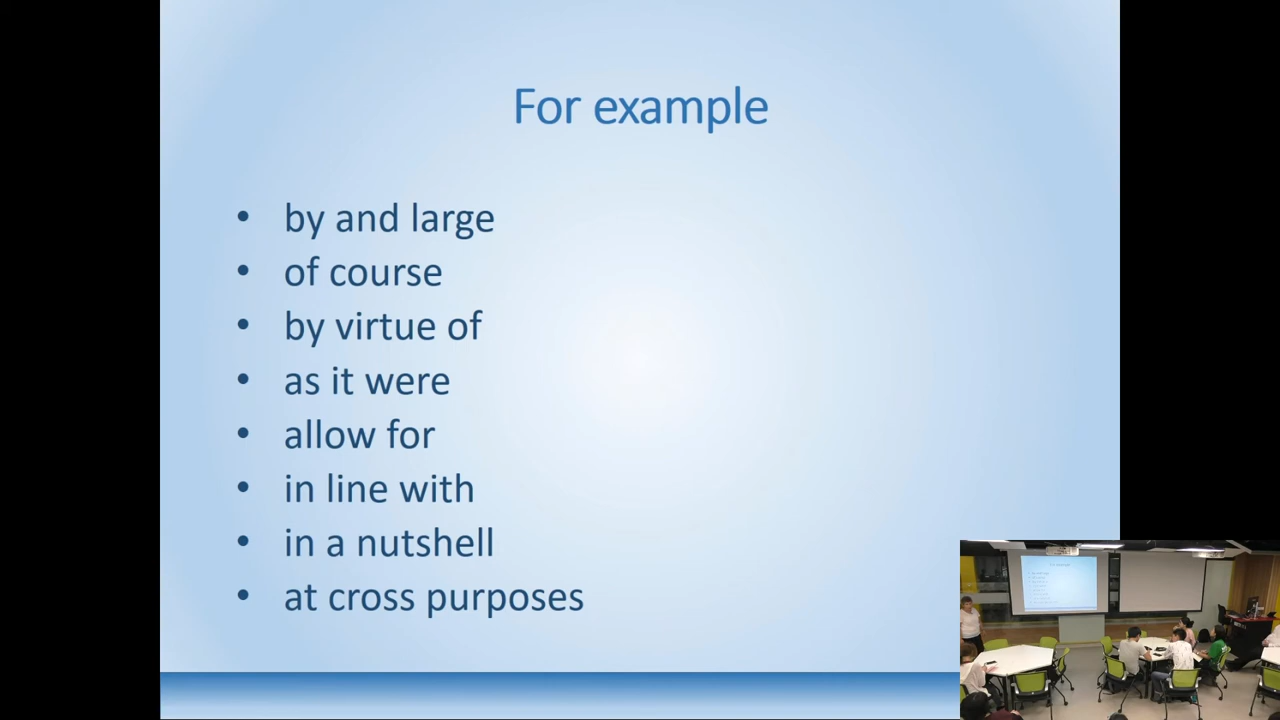 For example
• by and large
• of course
• by virtue of
• as it were
• allow for
• in line with
• in a nutshell
• at cross purposes